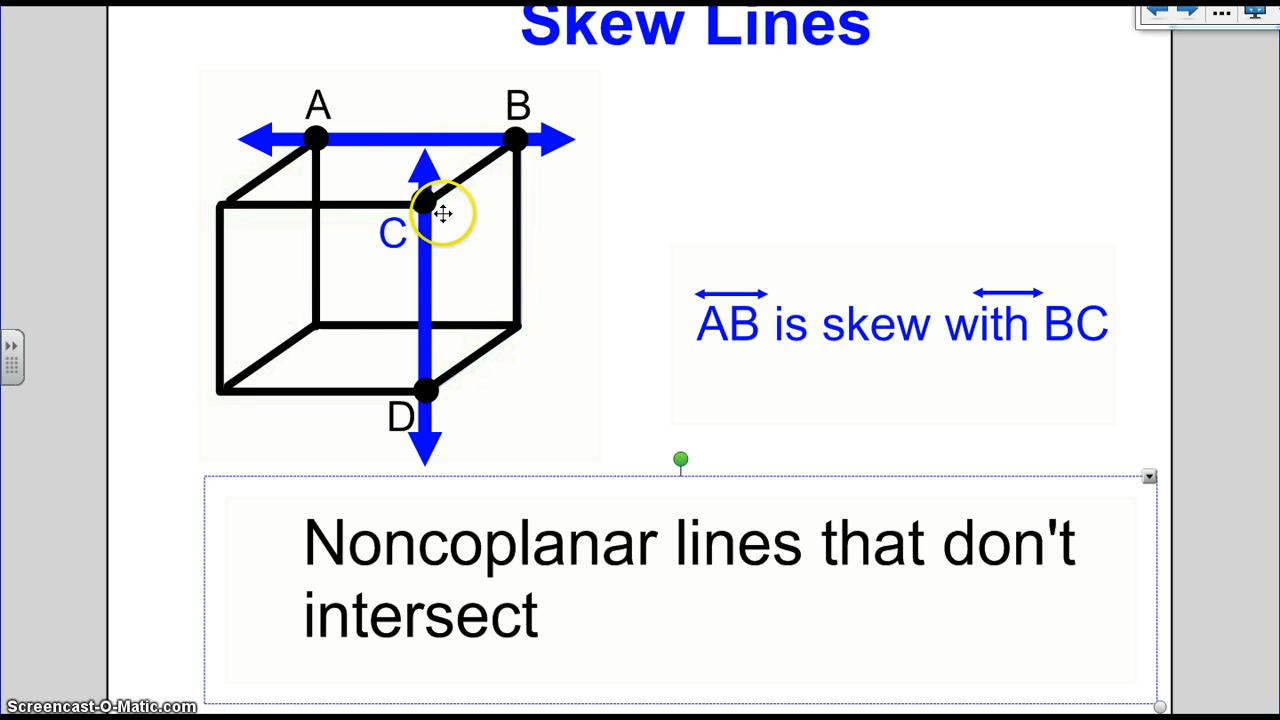 Skew Lines
A
B
C
AB is skew with BC
D
Noncoplanar lines that don't
intersect
Screencast-O-Matic.com